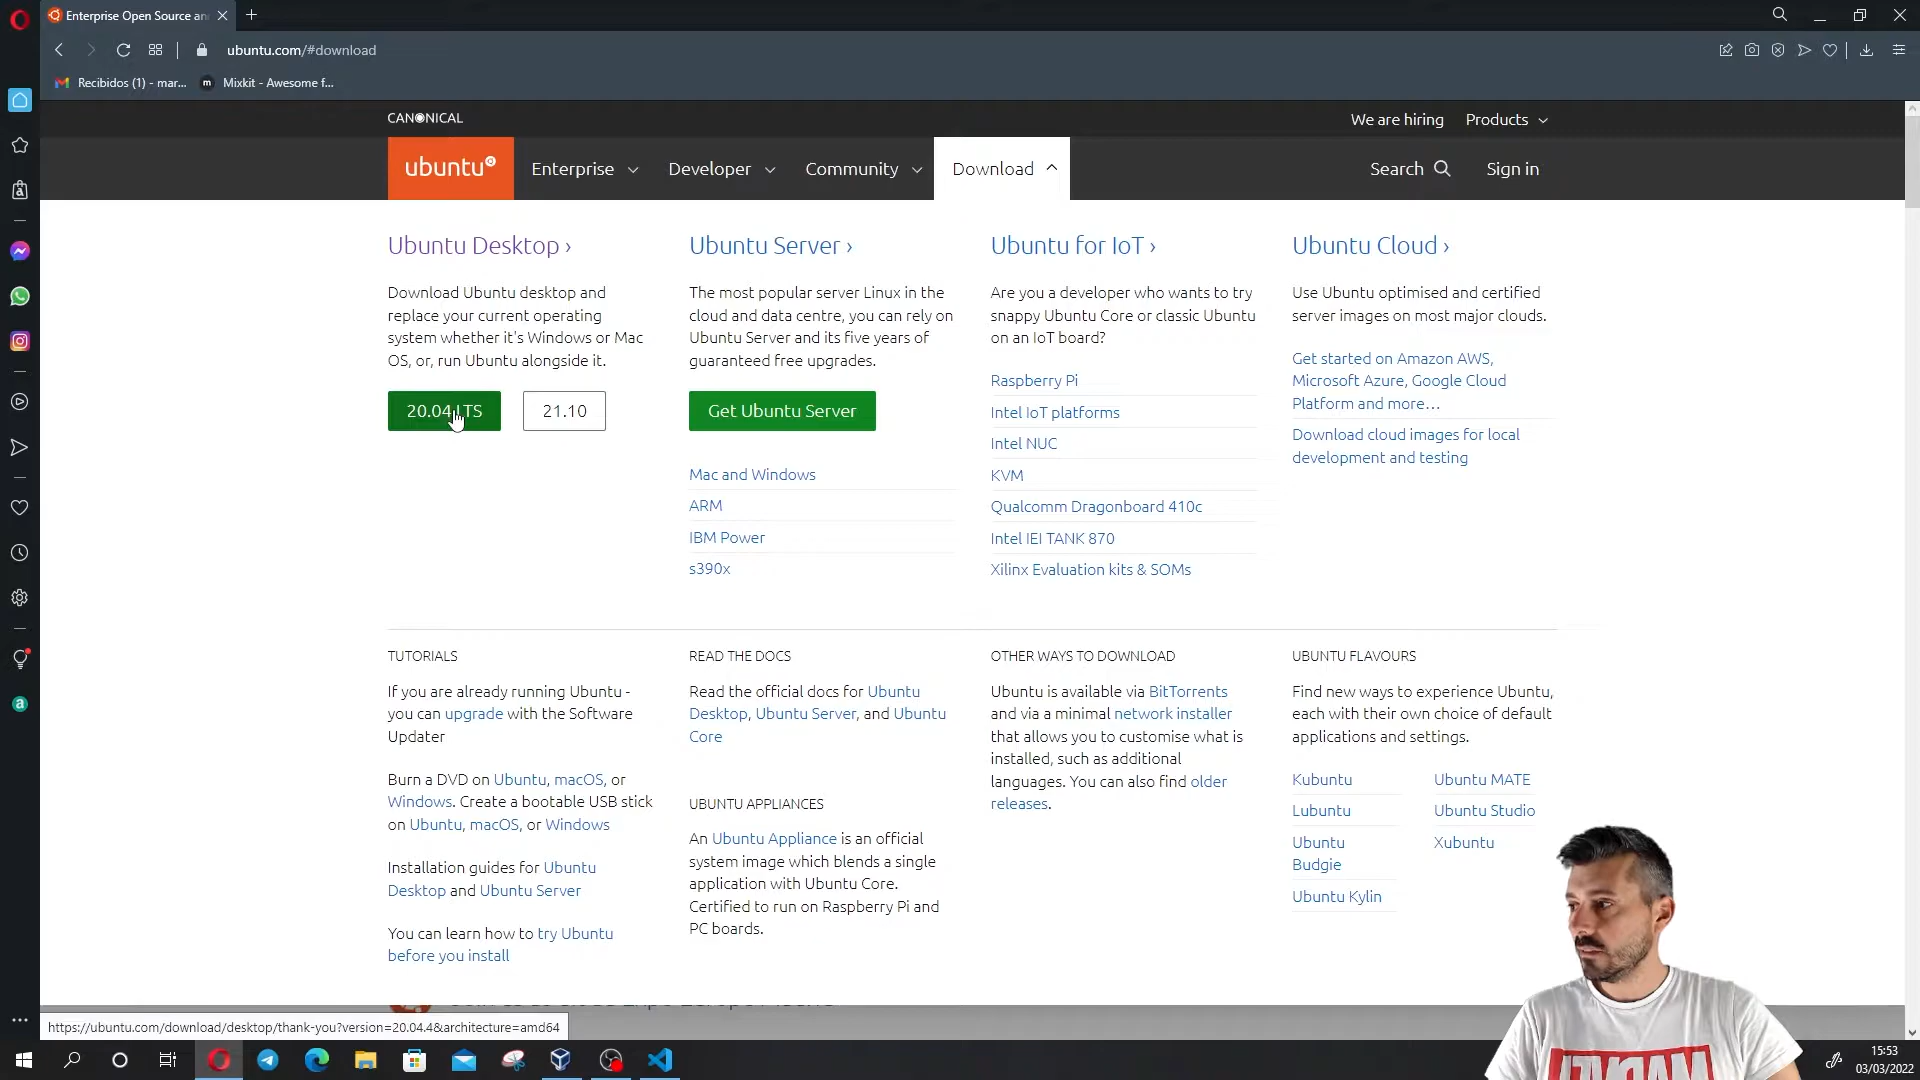 Enterprise Open Source an
ubuntu.com/#download
Recibidos (1) - mar...
Mixkit - Awesome f...
CANONICAL
We are hiring
Products
ubuntu
Enterprise
Developer
Community
Download
Search
Sign in
Ubuntu Desktop ›
Download Ubuntu desktop and
replace your current operating
system whether it's Windows or Mac
OS, or, run Ubuntu alongside it.
20.04 LTS
21.10
Ubuntu Server ›
The most popular server Linux in the
cloud and data centre, you can rely on
Ubuntu Server and its five years of
guaranteed free upgrades.
Get Ubuntu Server
Mac and Windows
ARM
IBM Power
s390x
Ubuntu for IoT ›
Are you a developer who wants to try
snappy Ubuntu Core or classic Ubuntu
on an IoT board?
Raspberry Pi
Intel IoT platforms
Intel NUC
KVM
Qualcomm Dragonboard 410c
Intel IEI TANK 870
Xilinx Evaluation kits & SOMs
Ubuntu Cloud ›
Use Ubuntu optimised and certified
server images on most major clouds.
Get started on Amazon AWS,
Microsoft Azure, Google Cloud
Platform and more…
Download cloud images for local
development and testing
TUTORIALS
If you are already running Ubuntu -
you can upgrade with the Software
Updater
Burn a DVD on Ubuntu, macOS, or
Windows. Create a bootable USB stick
on Ubuntu, macOS, or Windows
Installation guides for Ubuntu
Desktop and Ubuntu Server
You can learn how to try Ubuntu
before you install
READ THE DOCS
Read the official docs for Ubuntu
Desktop, Ubuntu Server, and Ubuntu
Core
UBUNTU APPLIANCES
An Ubuntu Appliance is an official
system image which blends a single
application with Ubuntu Core.
Certified to run on Raspberry Pi and
PC boards.
OTHER WAYS TO DOWNLOAD
Ubuntu is available via BitTorrents
and via a minimal network installer
that allows you to customise what is
installed, such as additional
languages. You can also find older
releases.
UBUNTU FLAVOURS
Find new ways to experience Ubuntu,
each with their own choice of default
applications and settings.
Kubuntu
Lubuntu
Ubuntu
Budgie
Ubuntu Kylin
Ubuntu MATE
Ubuntu Studio
Xubuntu
https://ubuntu.com/download/desktop/thank-you?version=20.04.4&architecture=amd64
15:53
03/03/2022